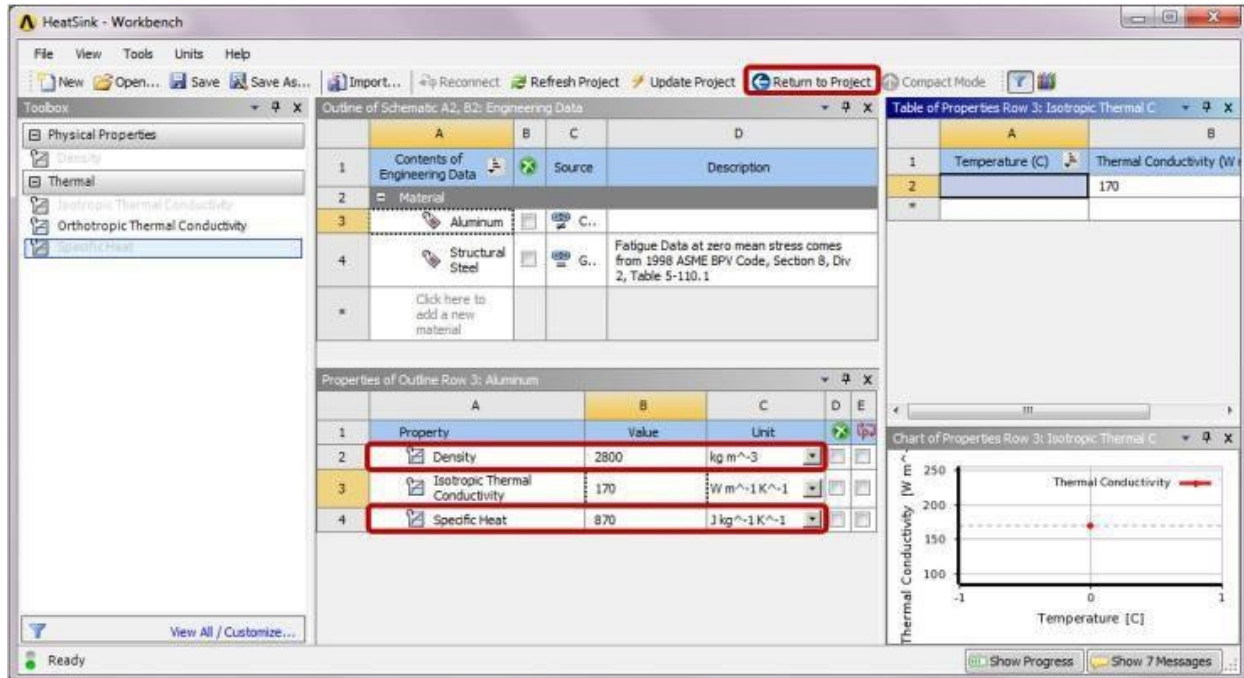 HeatSink - Workbench
File View Tools Units Help
New Open... Save Save As... Import... Reconnect Refresh Project Update Project Return to Project Compact Mode
Toolbox
Physical Properties
Density
Thermal
Isotropic Thermal Conductivity
Orthotropic Thermal Conductivity
Specific Heat
View All / Customize...
Outline of Schematic A2, B2: Engineering Data
A B C D
1 Contents of Engineering Data Source Description
2 Material
3 Aluminum C..
4 Structural Steel G.. Fatigue Data at zero mean stress comes
from 1998 ASME BPV Code, Section 8, Div
2, Table 5-110.1
* Click here to
add a new
material
Properties of Outline Row 3: Aluminum
A B C D E
1 Property Value Unit
2 Density 2800 kg m^-3
3 Isotropic Thermal Conductivity 170 W m^-1 K^-1
4 Specific Heat 870 J kg^-1 K^-1
Table of Properties Row 3: Isotropic Thermal C
A B
1 Temperature (C) Thermal Conductivity (W
2 170
*
Chart of Properties Row 3: Isotropic Thermal C
Thermal Conductivity [W m^-
250
200
150
100
Thermal Conductivity
-1 0 1
Temperature [C]
Ready
Show Progress Show 7 Messages